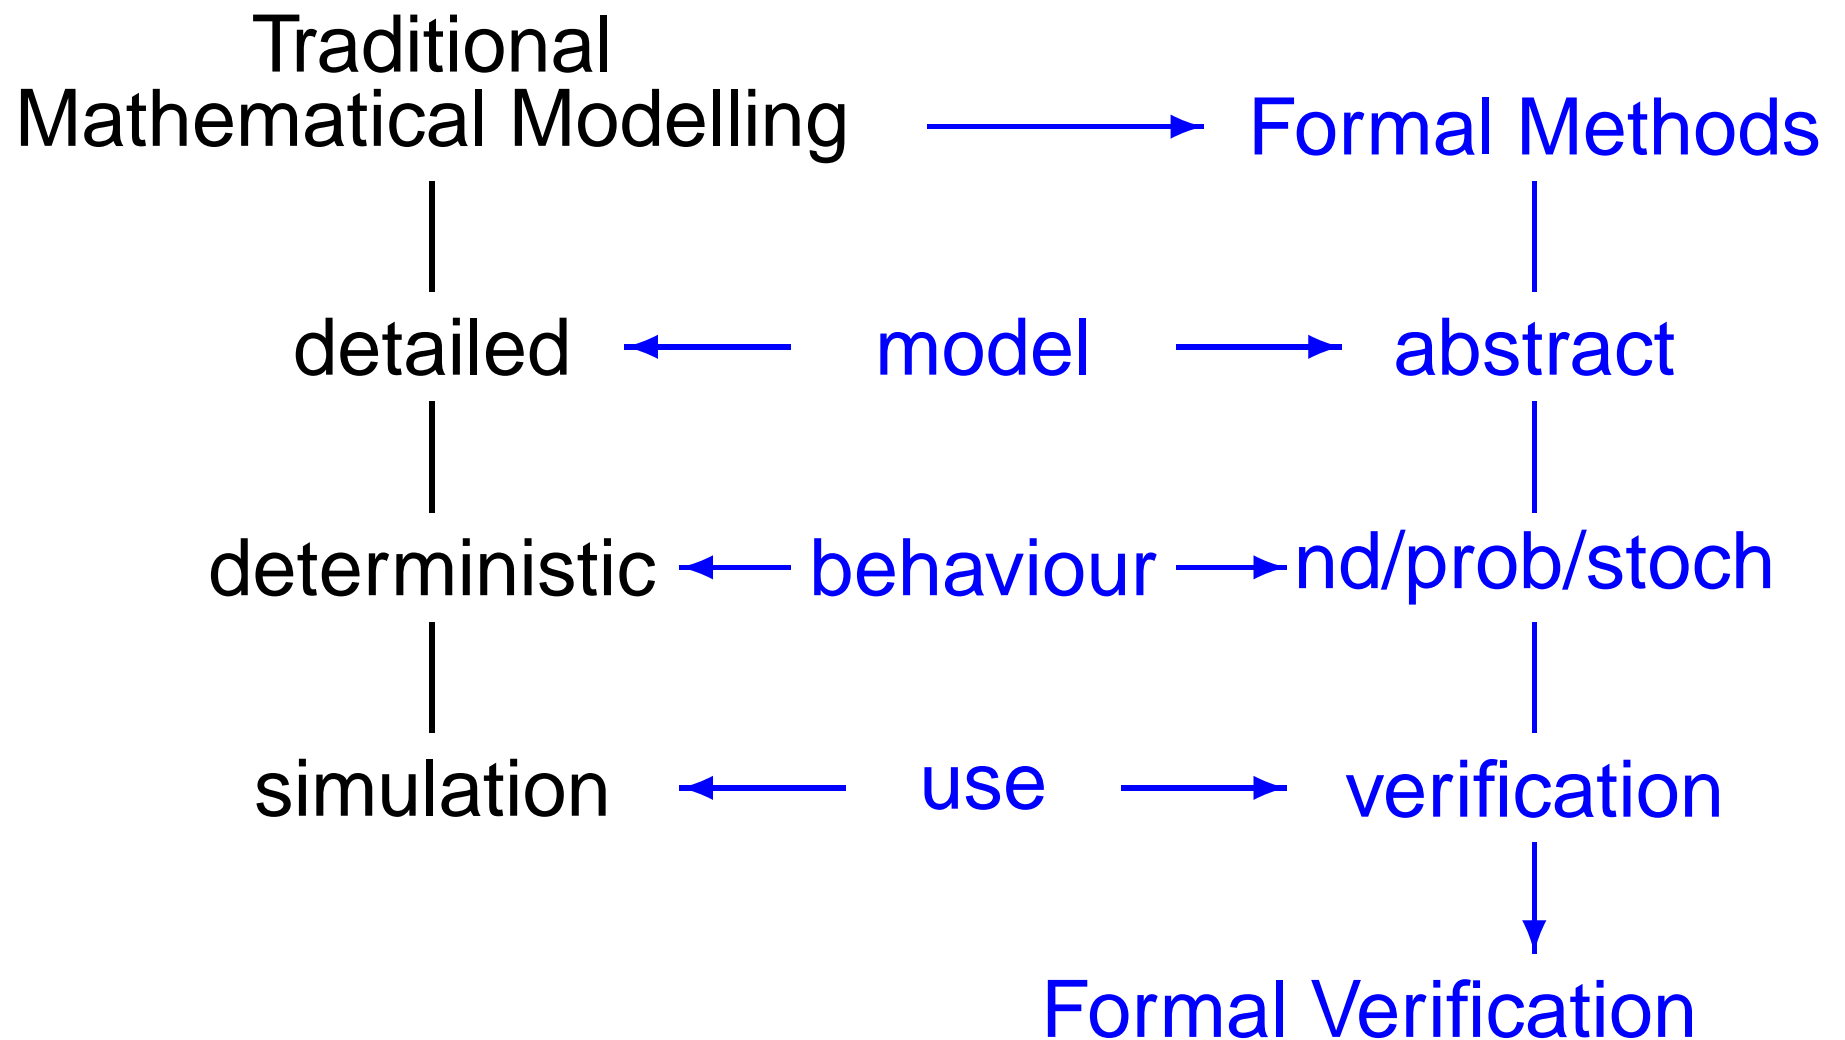 Traditional
Mathematical Modelling
Formal Methods
detailed model abstract
deterministic behaviour nd/prob/stoch
simulation use verification
Formal Verification